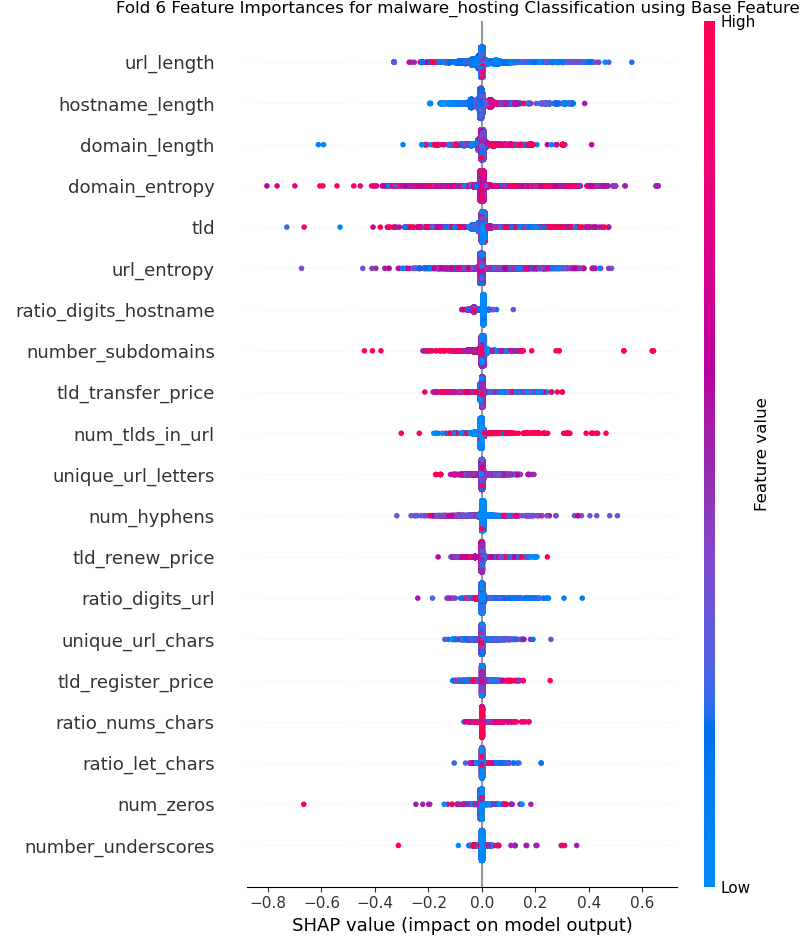 Fold 6 Feature Importances for malware_hosting Classification using Base Feature
High
url_length
hostname_length
domain_length
domain_entropy
tld
url_entropy
ratio_digits_hostname
number_subdomains
tld_transfer_price
num_tlds_in_url
unique_url_letters
num_hyphens
tld_renew_price
ratio_digits_url
unique_url_chars
tld_register_price
ratio_nums_chars
ratio_let_chars
num_zeros
number_underscores
Feature value
Low
−0.8 −0.6 −0.4 −0.2 0.0 0.2 0.4 0.6
SHAP value (impact on model output)